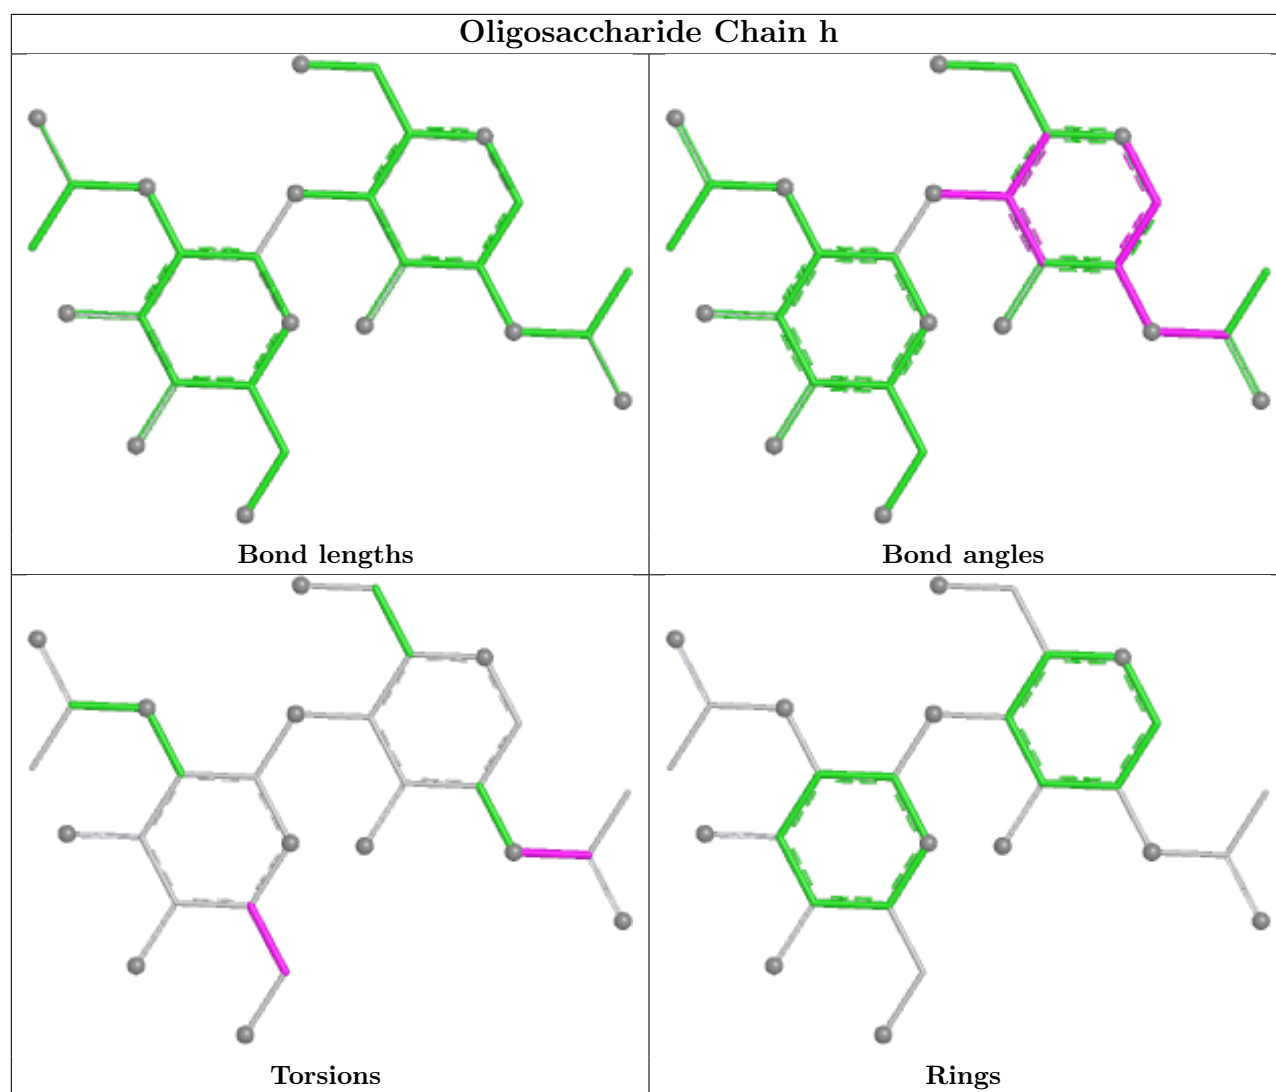 Oligosaccharide Chain h
Bond lengths
Bond angles
Torsions
Rings